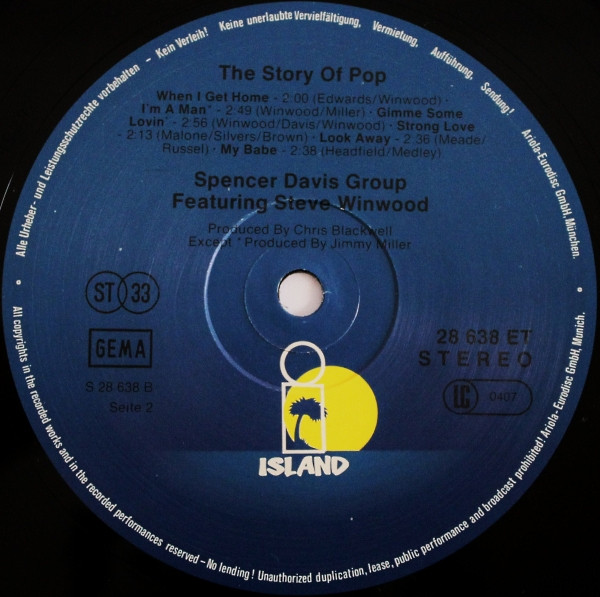 Alle Urheber- und Leistungsschutzrechte vorbehalten – Kein Verleih! Keine unerlaubte Vervielfältigung, Vermietung, Aufführung, Sendung! Ariola-Eurodisc GmbH, München.
The Story Of Pop
When I Get Home - 2:00 (Edwards/Winwood) ·
I'm A Man* - 2:49 (Winwood/Miller) · Gimme Some
Lovin* - 2:56 (Winwood/Davis/Winwood) · Strong Love
- 2:13 (Malone/Silvers/Brown) · Look Away - 2:36 (Meade/
Russel) · My Babe - 2:38 (Headfield/Medley)
Spencer Davis Group
Featuring Steve Winwood
Produced By Chris Blackwell
Except * Produced By Jimmy Miller
ST 33
GEMA
S 28 638 B
Seite 2
28 638 ET
STEREO
LC 0407
ISLAND
All copyrights in the recorded works and in the recorded performances reserved – No lending! Unauthorized duplication, lease, public performance and broadcast prohibited! Ariola-Eurodisc GmbH, Munich.